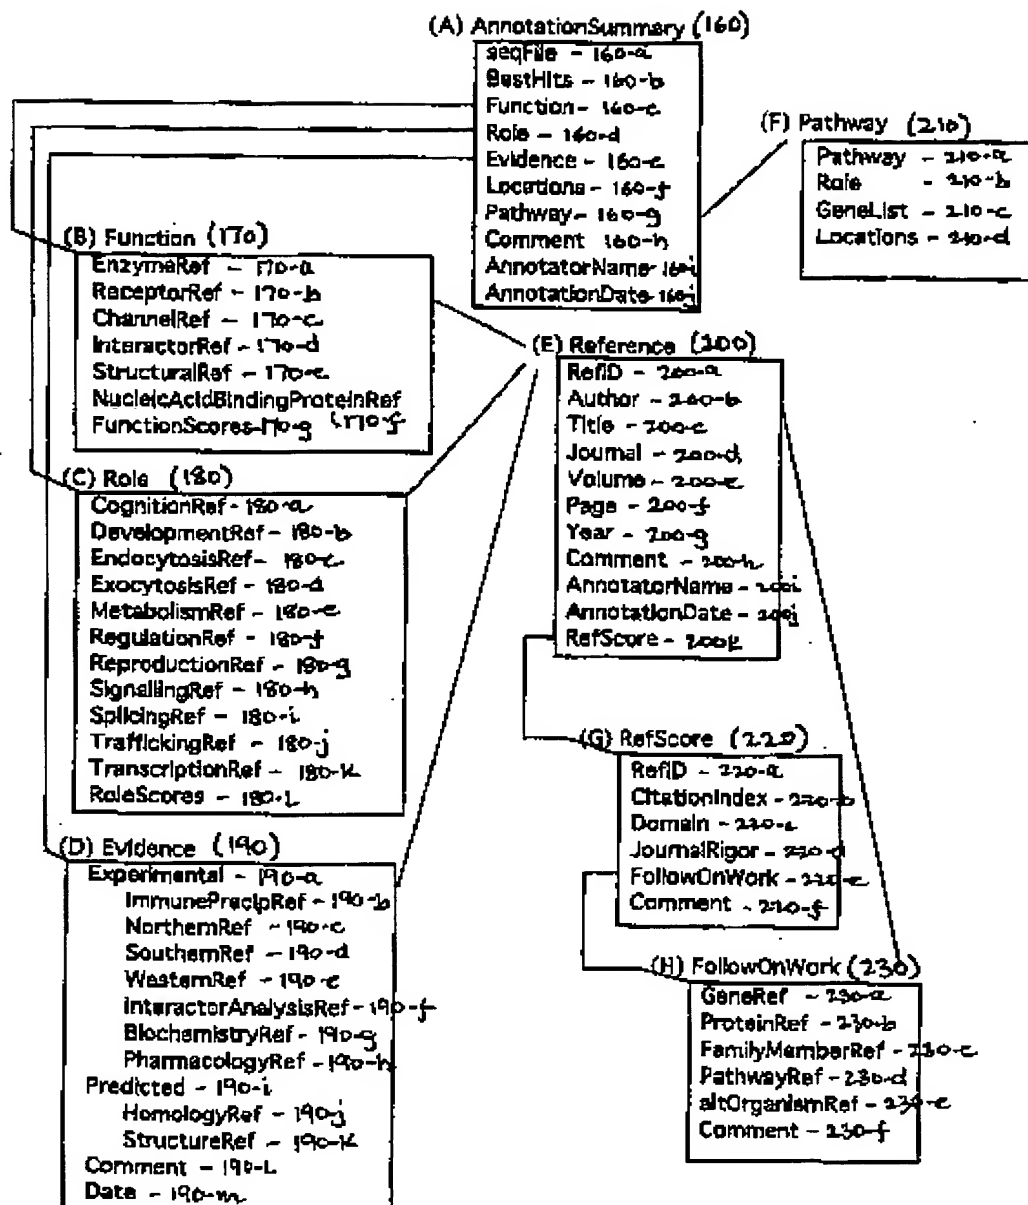 (A) AnnotationSummary (160)
seqFile - 160-a
BestHits - 160-b
Function - 160-c
Role - 160-d
Evidence - 160-e
Locations - 160-f
Pathway - 160-g
Comment 160-h
AnnotatorName - 160i
AnnotationDate - 160j
(F) Pathway (210)
Pathway - 210-a
Role - 210-b
GeneList - 210-c
Locations - 210-d
(B) Function (170)
EnzymeRef - 170-a
ReceptorRef - 170-b
ChannelRef - 170-c
InteractorRef - 170-d
StructuralRef - 170-e
NucleicAcidBindingProteinRef
FunctionScores - 170-g (170-f
(E) Reference (200)
RefID - 200-a
Author - 200-b
Title - 200-c
Journal - 200-d
Volume - 200-e
Page - 200-f
Year - 200-g
Comment - 200-h
AnnotatorName - 200i
AnnotationDate - 200j
RefScore - 200k
(C) Role (180)
CognitionRef - 180-a
DevelopmentRef - 180-b
EndocytosisRef - 180-c
ExocytosisRef - 180-d
MetabolismRef - 180-e
RegulationRef - 180-f
ReproductionRef - 180-g
SignallingRef - 180-h
SplicingRef - 180-i
TraffickingRef - 180-j
TranscriptionRef - 180-k
RoleScores - 180-L
(G) RefScore (220)
RefID - 220-a
CitationIndex - 220-b
Domain - 220-c
JournalRigor - 220-d
FollowOnWork - 220-e
Comment - 220-f
(D) Evidence (190)
Experimental - 190-a
ImmunePrecipRef - 190-b
NorthernRef - 190-c
SouthernRef - 190-d
WesternRef - 190-e
InteractorAnalysisRef - 190-f
BiochemistryRef - 190-g
PharmacologyRef - 190-h
Predicted - 190-i
HomologyRef - 190-j
StructureRef - 190-k
Comment - 190-L
Date - 190-m
(H) FollowOnWork (230)
GeneRef - 230-a
ProteinRef - 230-b
FamilyMemberRef - 230-c
PathwayRef - 230-d
altOrganismRef - 230-e
Comment - 230-f